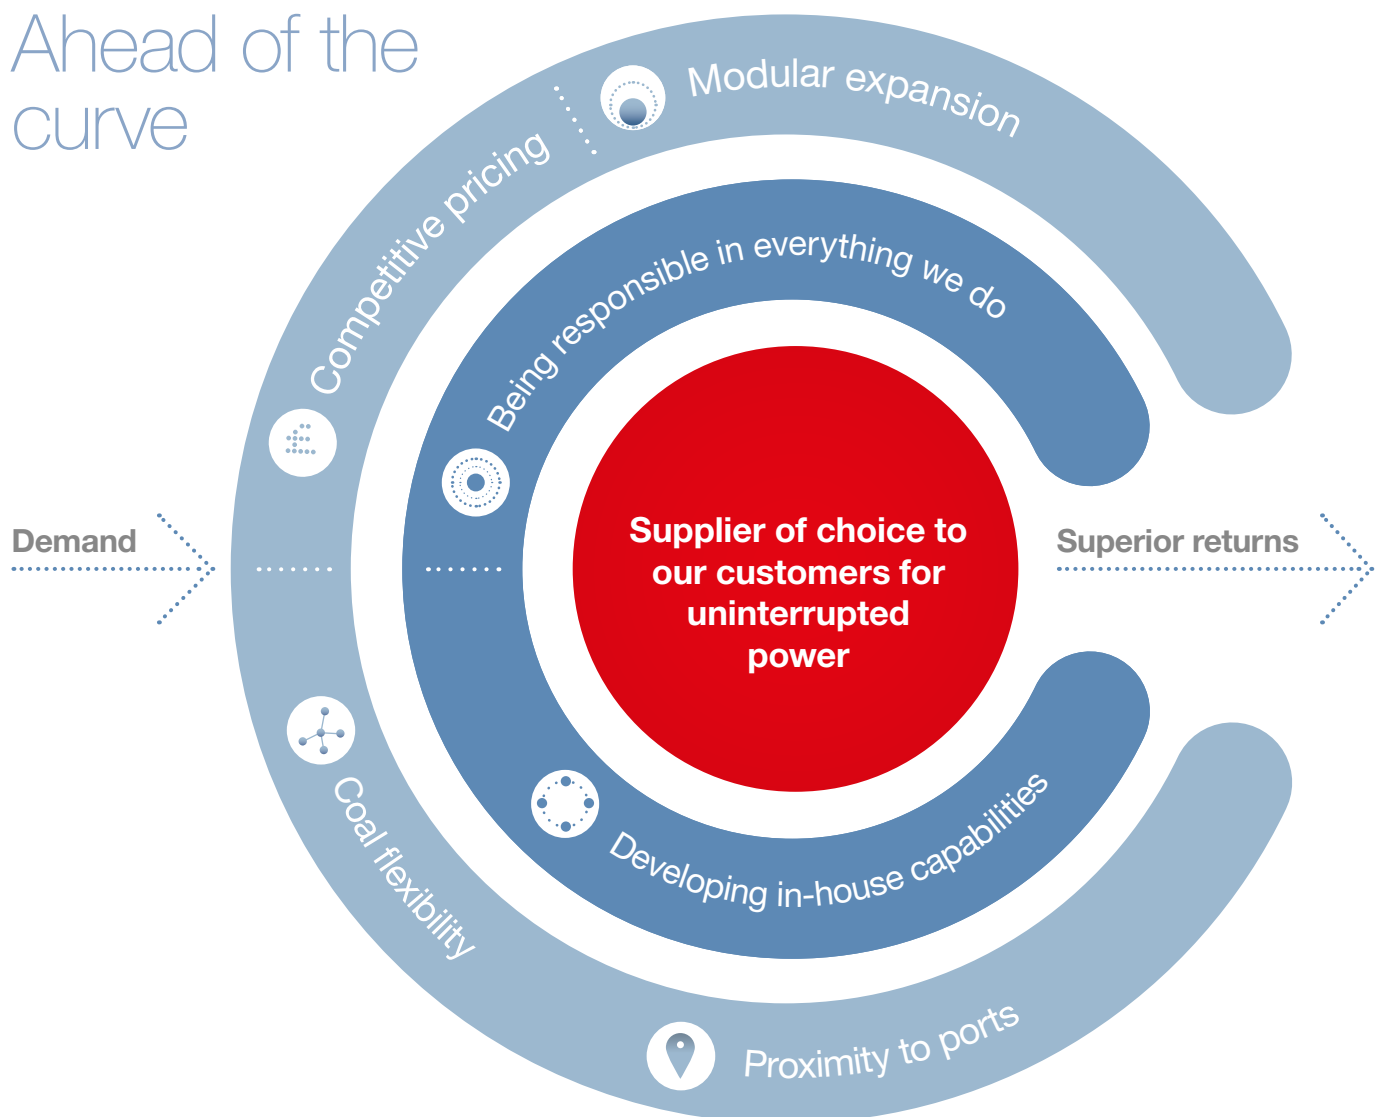 Ahead of the
curve
Modular expansion
Competitive pricing
Being responsible in everything we do
Demand
Supplier of choice to
our customers for
uninterrupted
power
Superior returns
Coal flexibility
Developing in-house capabilities
Proximity to ports